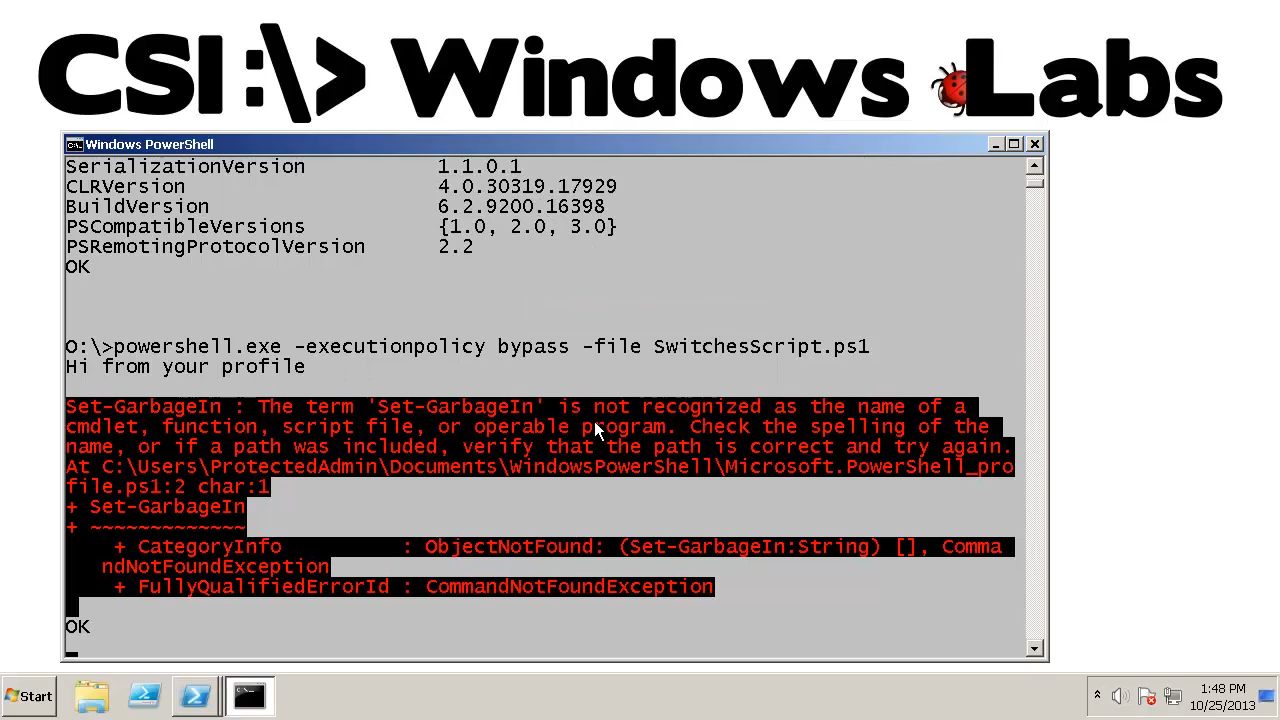 CSI:\> Windows Labs
Windows PowerShell
SerializationVersion 1.1.0.1
CLRVersion 4.0.30319.17929
BuildVersion 6.2.9200.16398
PSCompatibleVersions {1.0, 2.0, 3.0}
PSRemotingProtocolVersion 2.2
OK
O:\>powershell.exe -executionpolicy bypass -file SwitchesScript.ps1
Hi from your profile
Set-GarbageIn : The term 'Set-GarbageIn' is not recognized as the name of a
cmdlet, function, script file, or operable program. Check the spelling of the
name, or if a path was included, verify that the path is correct and try again.
At C:\Users\ProtectedAdmin\Documents\WindowsPowerShell\Microsoft.PowerShell_pro
file.ps1:2 char:1
+ Set-GarbageIn
+ ~~~~~~~~~~~~~
+ CategoryInfo : ObjectNotFound: (Set-GarbageIn:String) [], Comma
ndNotFoundException
+ FullyQualifiedErrorId : CommandNotFoundException
OK
Start
1:48 PM
10/25/2013